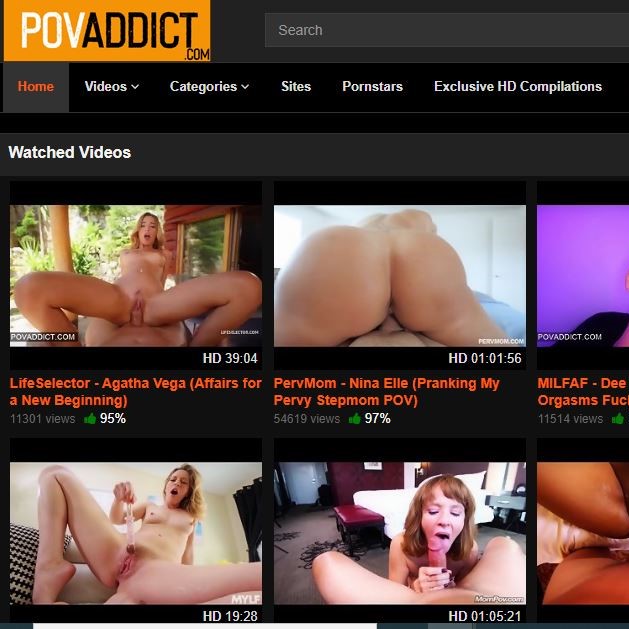 POVADDICT
.COM
Search
Home
Videos
Categories
Sites
Pornstars
Exclusive HD Compilations
Watched Videos
POVADDICT.COM
LIFESELECTOR.COM
HD 39:04
LifeSelector - Agatha Vega (Affairs for
a New Beginning)
11301 views
95%
PERVMOM.COM
HD 01:01:56
PervMom - Nina Elle (Pranking My
Pervy Stepmom POV)
54619 views
97%
POVADDICT.COM
MILFAF - Dee
Orgasms Fuc
11514 views
MYLF
HD 19:28
MomPov.com
HD 01:05:21